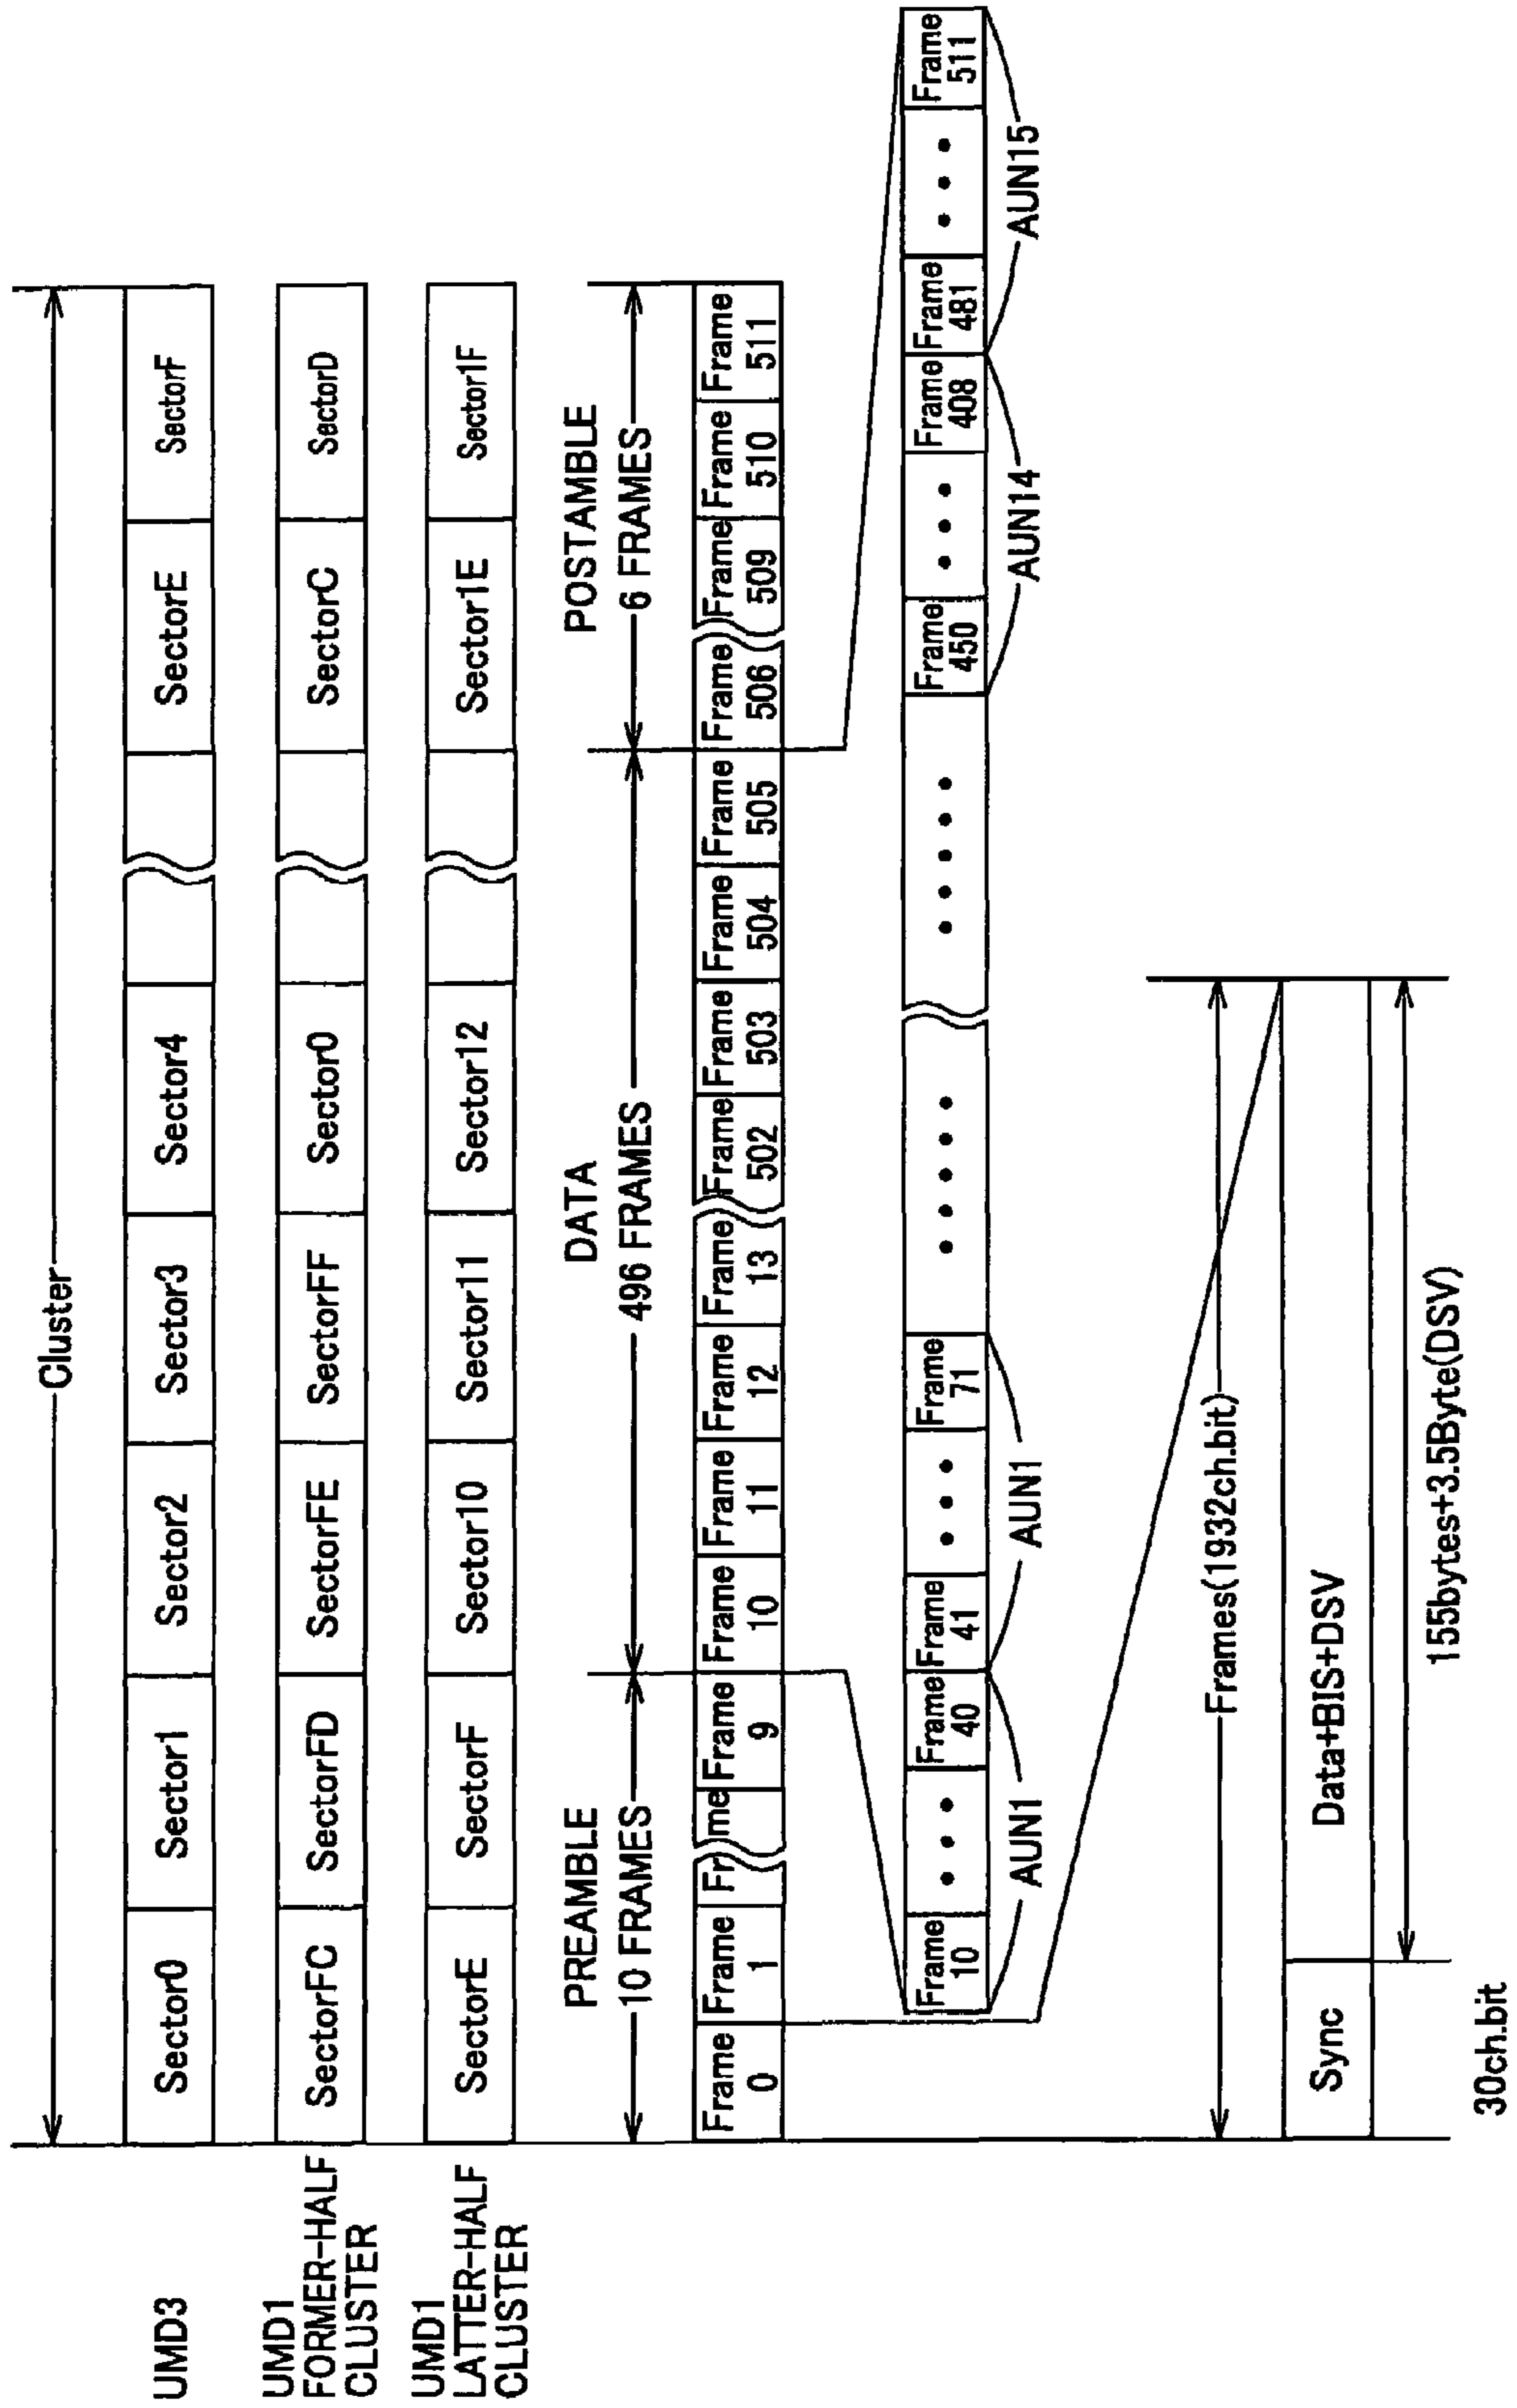 Cluster
UMD3
Sector0 Sector1 Sector2 Sector3 Sector4 SectorE SectorF
UMD1
FORMER-HALF
CLUSTER
SectorFC SectorFD SectorFE SectorFF Sector0 SectorC SectorD
UMD1
LATTER-HALF
CLUSTER
SectorE SectorF Sector10 Sector11 Sector12 Sector1E Sector1F
PREAMBLE
10 FRAMES
DATA
496 FRAMES
POSTAMBLE
6 FRAMES
Frame Frame Fr me Frame Frame Frame Frame Frame Frame Frame Frame Frame Frame Frame Frame Frame
0 1 9 10 11 12 13 502 503 504 505 506 509 510 511
Frame Frame Frame Frame Frame Frame Frame Frame
10 40 41 71 450 408 481 511
AUN1 AUN1 AUN14 AUN15
Frames(1932ch.bit)
Sync Data+BIS+DSV
155bytes+3.5Byte(DSV)
30ch.bit